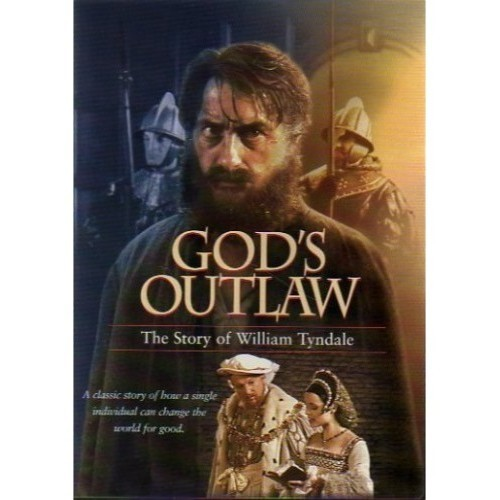 GOD'S
OUTLAW
The Story of William Tyndale
A classic story of how a single
individual can change the
world for good.